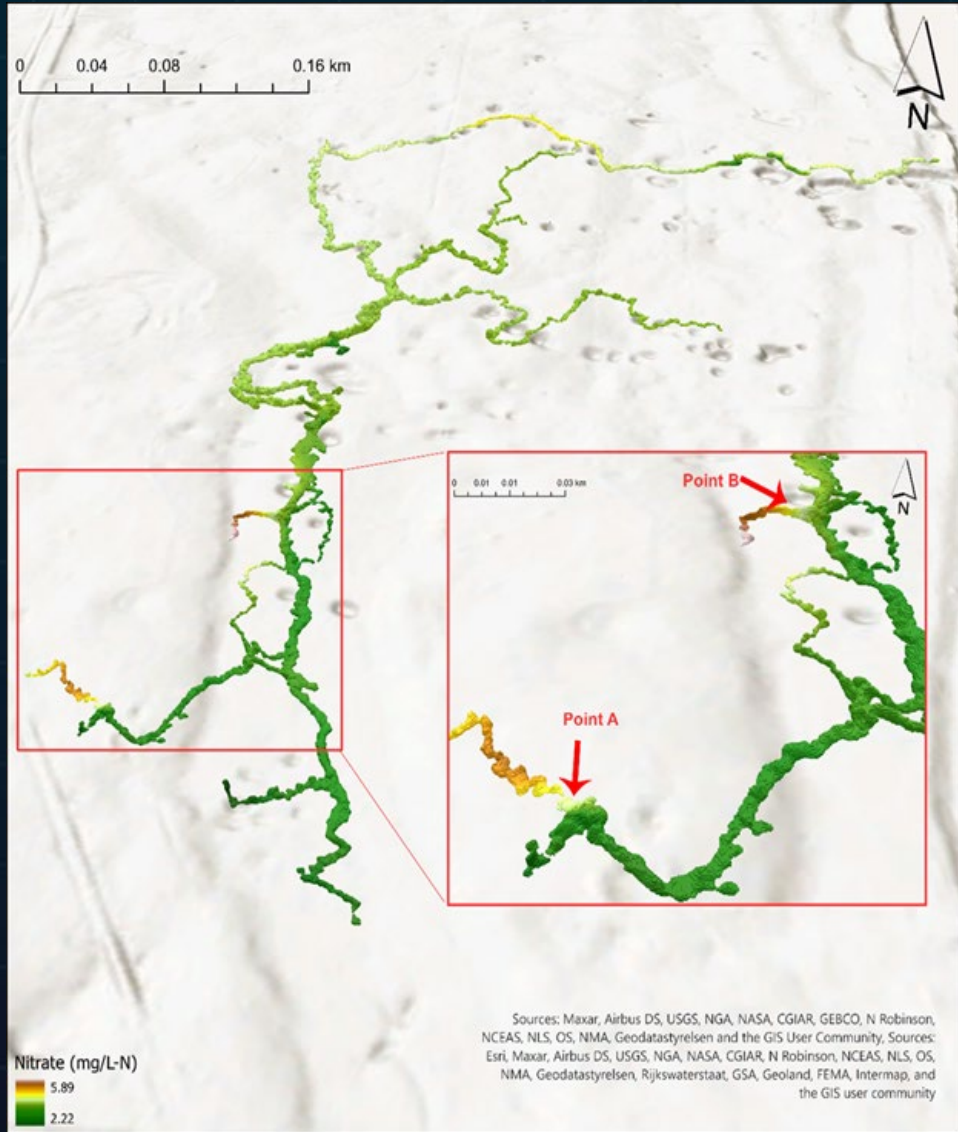 0 0.04 0.08 0.16 km
N
0 0.01 0.01 0.03 km
Point B
N
Point A
Sources: Maxar, Airbus DS, USGS, NGA, NASA, CGIAR, GEBCO, N Robinson,
NCEAS, NLS, OS, NMA, Geodatastyrelsen and the GIS User Community, Sources:
Esri, Maxar, Airbus DS, USGS, NGA, NASA, CGIAR, N Robinson, NCEAS, NLS, OS,
NMA, Geodatastyrelsen, Rijkswaterstaat, GSA, Geoland, FEMA, Intermap, and
the GIS user community
Nitrate (mg/L-N)
5.89
2.22